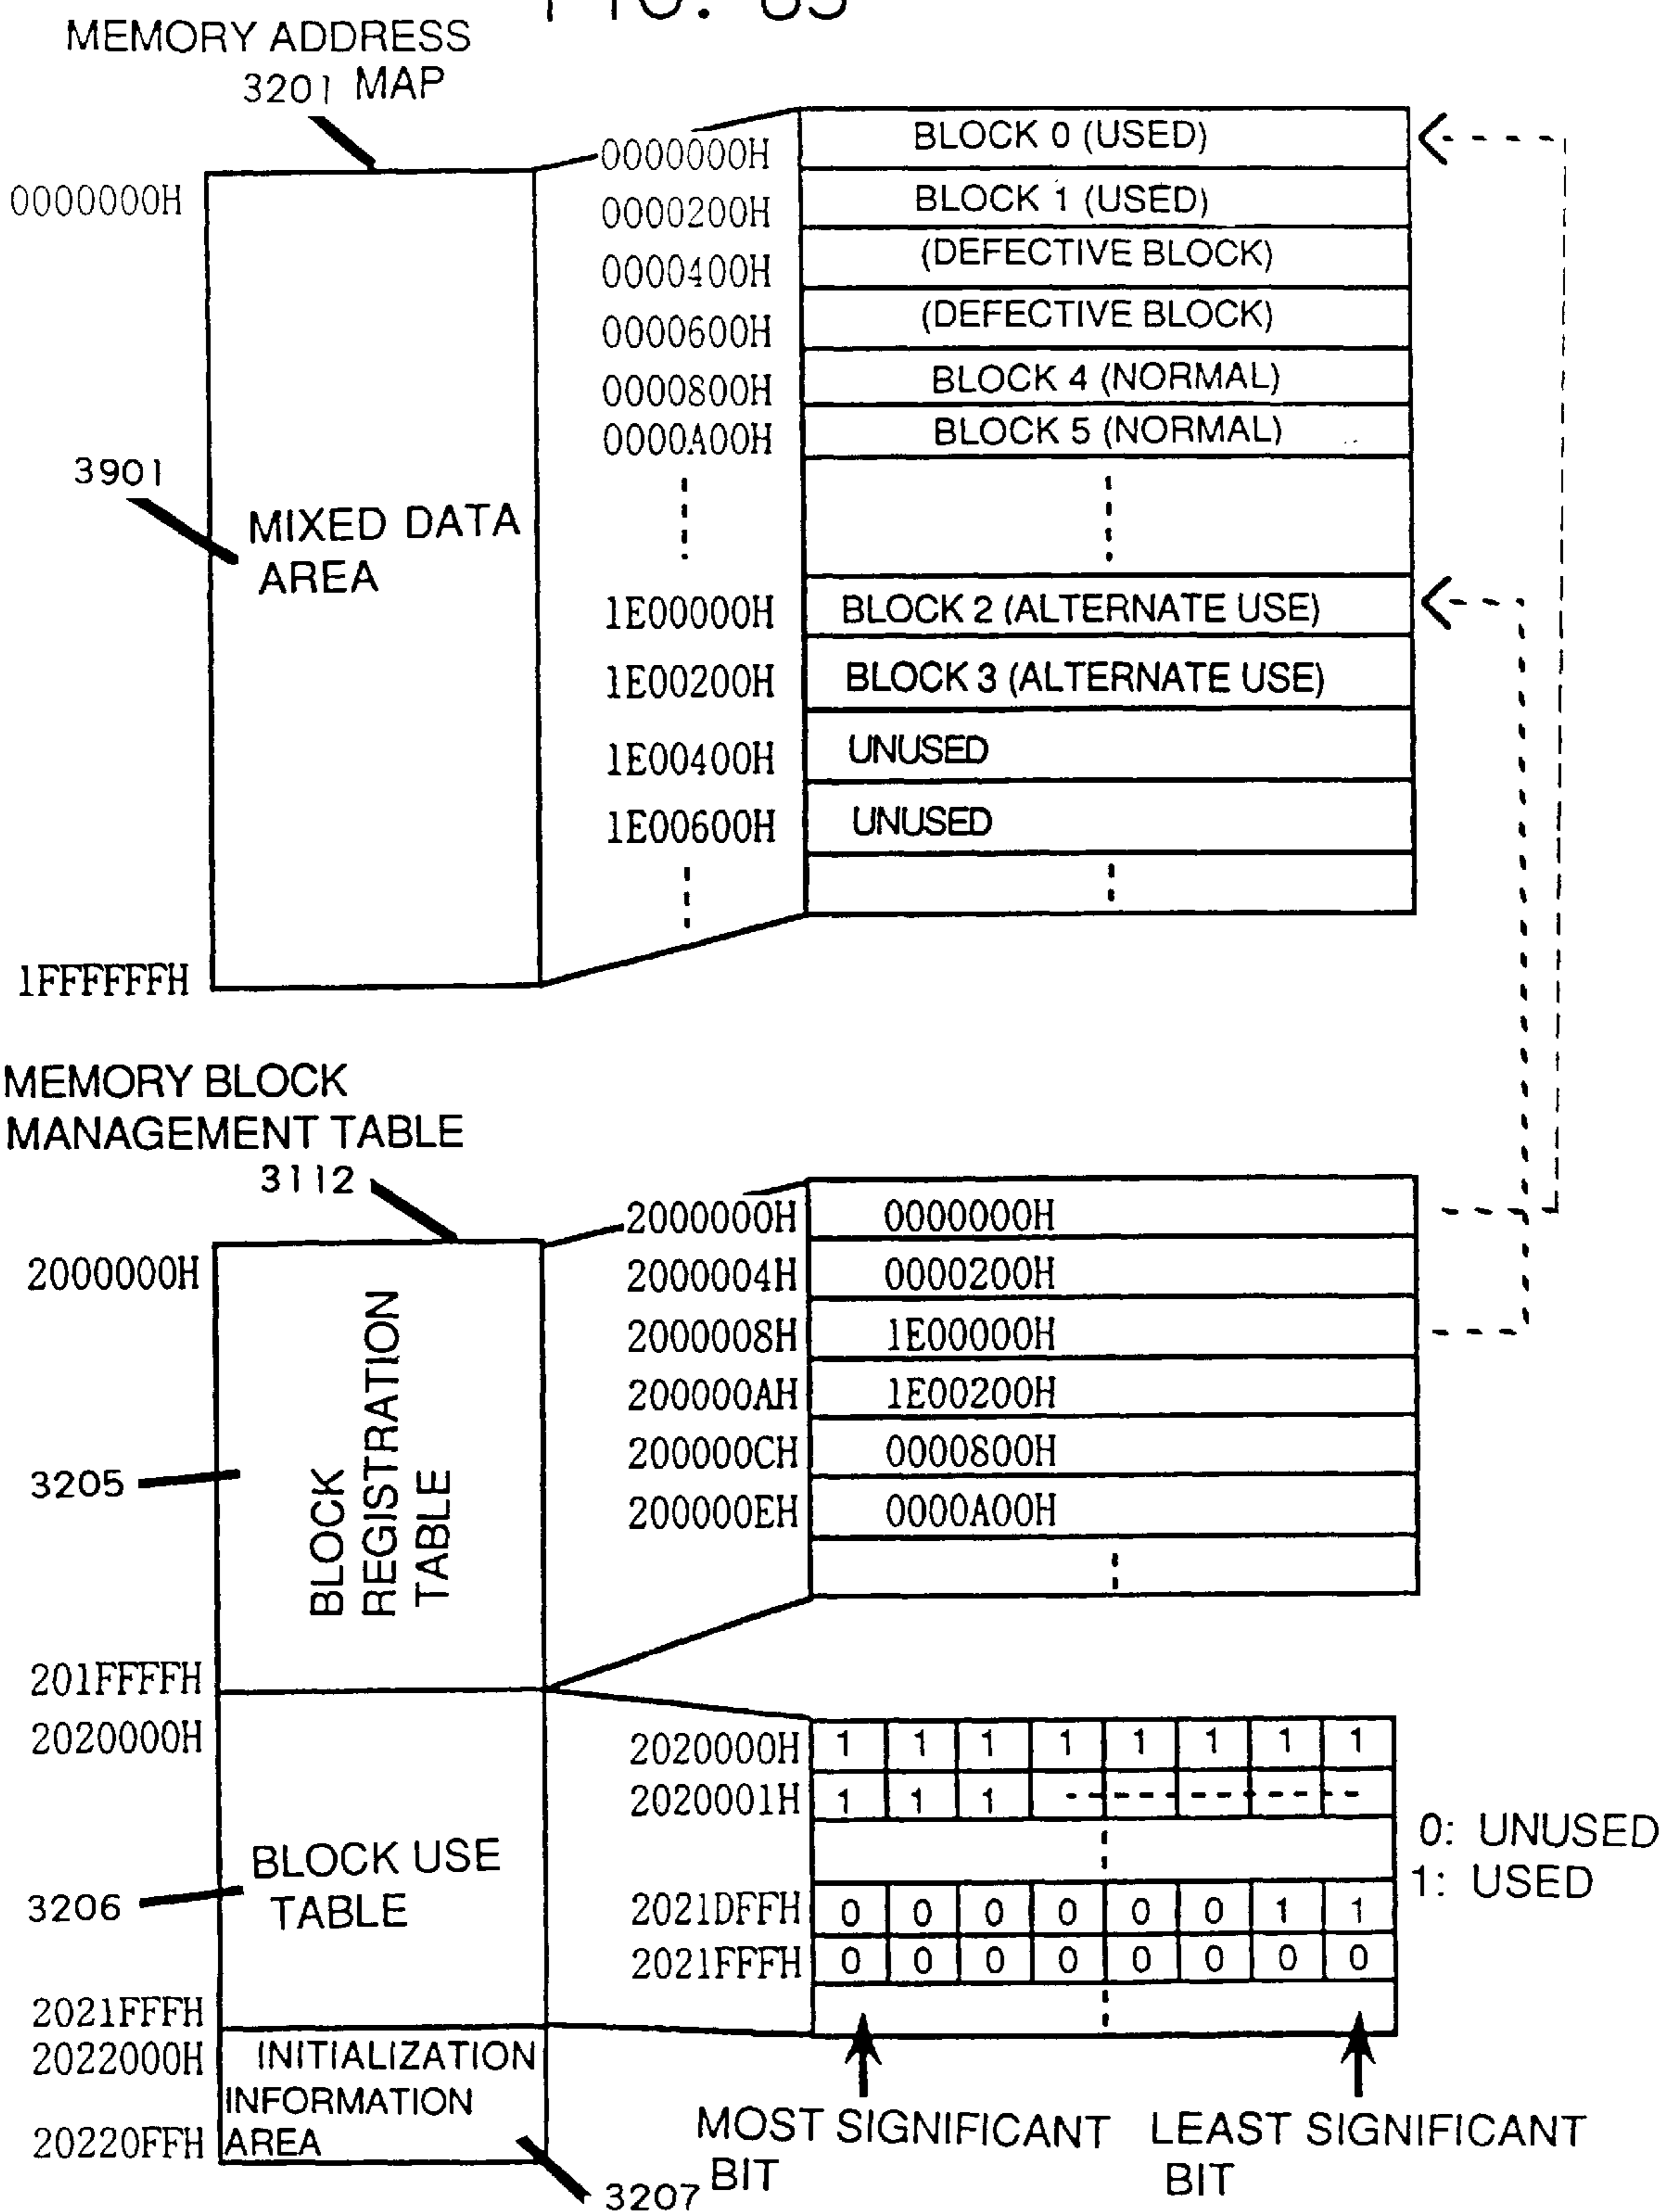 MEMORY ADDRESS
3201 MAP
0000000H
3901
MIXED DATA
AREA
1FFFFFFH
0000000H BLOCK 0 (USED)
0000200H BLOCK 1 (USED)
0000400H (DEFECTIVE BLOCK)
0000600H (DEFECTIVE BLOCK)
0000800H BLOCK 4 (NORMAL)
0000A00H BLOCK 5 (NORMAL)
1E00000H BLOCK 2 (ALTERNATE USE)
1E00200H BLOCK 3 (ALTERNATE USE)
1E00400H UNUSED
1E00600H UNUSED
MEMORY BLOCK
MANAGEMENT TABLE
3112
2000000H
3205
BLOCK
REGISTRATION
TABLE
201FFFFH
2000000H 0000000H
2000004H 0000200H
2000008H 1E00000H
200000AH 1E00200H
200000CH 0000800H
200000EH 0000A00H
2020000H
3206
BLOCK USE
TABLE
2021FFFH
2020000H 1 1 1 1 1 1 1 1
2020001H 1 1 1
2021DFFH 0 0 0 0 0 0 1 1
2021FFFH 0 0 0 0 0 0 0 0
0: UNUSED
1: USED
2022000H
INITIALIZATION
INFORMATION
AREA
20220FFH
3207
MOST SIGNIFICANT
BIT
LEAST SIGNIFICANT
BIT